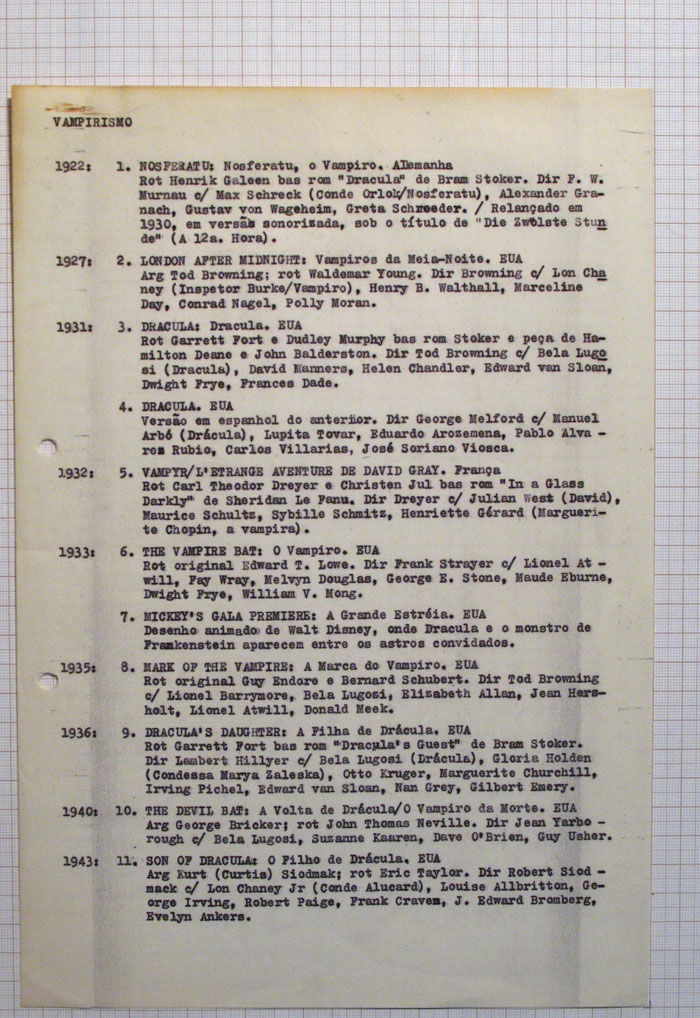 VAMPIRISMO
1922: 1. NOSFERATU: Nosferatu, o Vampiro. Alemanha
Rot Henrik Galeen bas rom "Dracula" de Bram Stoker. Dir F. W.
Murnau c/ Max Schreck (Conde Orlok/Nosferatu), Alexander Gra-
nach, Gustav von Wageheim, Greta Schroeder. / Relançado em
1930, em versão sonorizada, sob o título de "Die Zwölste Stun
de" (A 12a. Hora).
1927: 2. LONDON AFTER MIDNIGHT: Vampiros da Meia-Noite. EUA
Arg Tod Browning; rot Waldemar Young. Dir Browning c/ Lon Cha
ney (Inspetor Burke/Vampiro), Henry B. Walthall, Marceline
Day, Conrad Nagel, Polly Moran.
1931: 3. DRACULA: Dracula. EUA
Rot Garrett Fort e Dudley Murphy bas rom Stoker e peça de Ha-
milton Deane e John Balderston. Dir Tod Browning c/ Bela Lugo
si (Dracula), David Manners, Helen Chandler, Edward van Sloan,
Dwight Frye, Frances Dade.
4. DRACULA. EUA
Versão em espanhol do anterior. Dir George Melford c/ Manuel
Arbó (Drácula), Lupita Tovar, Eduardo Arozemena, Pablo Alva -
res Rubio, Carlos Villarias, José Soriano Viosca.
1932: 5. VAMPYR/L'ETRANGE AVENTURE DE DAVID GRAY. França
Rot Carl Theodor Dreyer e Christen Jul bas rom "In a Glass
Darkly" de Sheridan Le Fanu. Dir Dreyer c/ Julian West (David),
Maurice Schultz, Sybille Schmitz, Henriette Gérard (Margueri-
te Chopin, a vampira).
1933: 6. THE VAMPIRE BAT: O Vampiro. EUA
Rot original Edward T. Lowe. Dir Frank Strayer c/ Lionel At -
will, Fay Wray, Melvyn Douglas, George E. Stone, Maude Eburne,
Dwight Frye, William V. Mong.
7. MICKEY'S GALA PREMIERE: A Grande Estréia. EUA
Desenho animado de Walt Disney, onde Dracula e o monstro de
Frankenstein aparecem entre os astros convidados.
1935: 8. MARK OF THE VAMPIRE: A Marca do Vampiro. EUA
Rot original Guy Endore e Bernard Schubert. Dir Tod Browning
c/ Lionel Barrymore, Bela Lugosi, Elizabeth Allan, Jean Hers-
holt, Lionel Atwill, Donald Meek.
1936: 9. DRACULA'S DAUGHTER: A Filha de Drácula. EUA
Rot Garrett Fort bas rom "Dracula's Guest" de Bram Stoker.
Dir Lambert Hillyer c/ Bela Lugosi (Drácula), Gloria Holden
(Condessa Marya Zaleska), Otto Kruger, Marguerite Churchill,
Irving Pichel, Edward van Sloan, Nan Grey, Gilbert Emery.
1940: 10. THE DEVIL BAT: A Volta de Drácula/O Vampiro da Morte. EUA
Arg George Bricker; rot John Thomas Neville. Dir Jean Yarbo -
rough c/ Bela Lugosi, Suzanne Kaaren, Dave O'Brien, Guy Usher.
1943: 11. SON OF DRACULA: O Filho de Drácula. EUA
Arg Kurt (Curtis) Siodmak; rot Eric Taylor. Dir Robert Siod -
mack c/ Lon Chaney Jr (Conde Alucard), Louise Allbritton, Ge-
orge Irving, Robert Paige, Frank Craven, J. Edward Bromberg,
Evelyn Ankers.